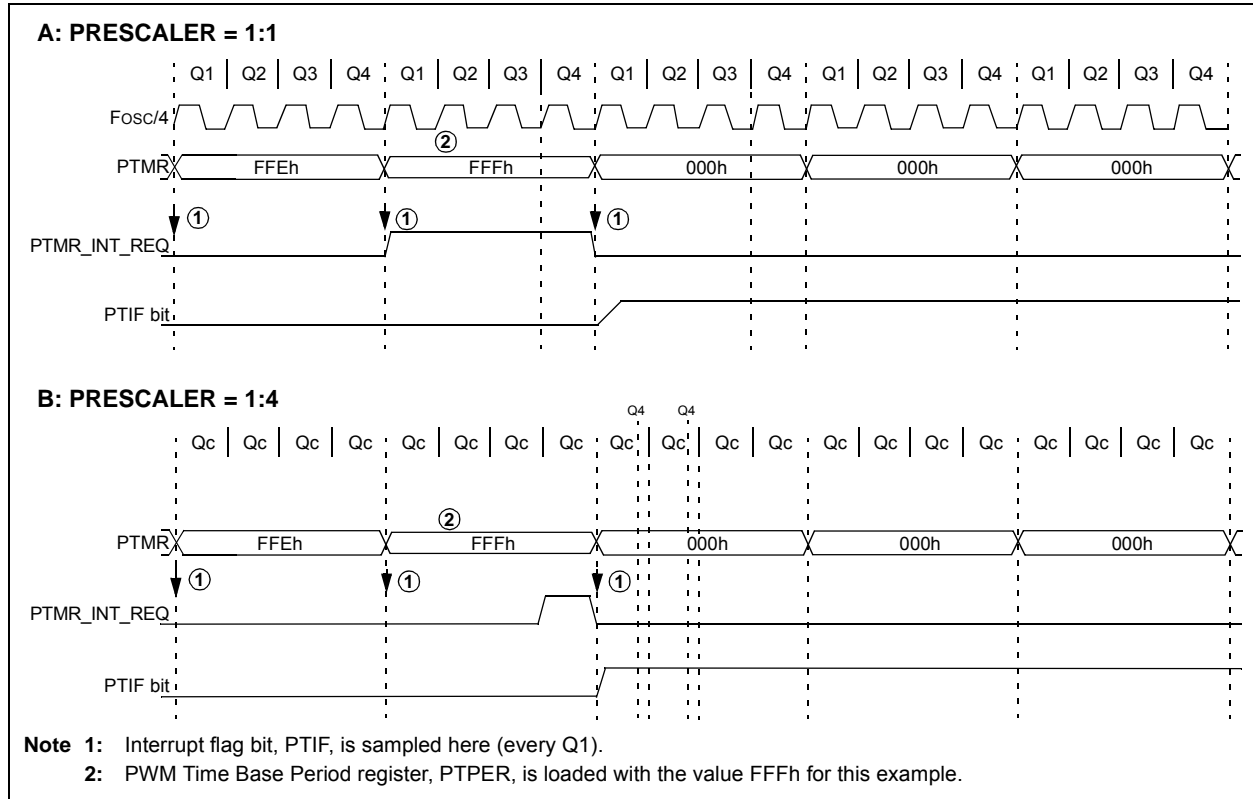 A: PRESCALER = 1:1
Q1 Q2 Q3 Q4 Q1 Q2 Q3 Q4 Q1 Q2 Q3 Q4 Q1 Q2 Q3 Q4 Q1 Q2 Q3 Q4
FOSC/4
2
PTMR FFEh FFFh 000h 000h 000h
1 1 1
PTMR_INT_REQ
PTIF bit
B: PRESCALER = 1:4
Q4 Q4
Qc Qc Qc Qc Qc Qc Qc Qc Qc Qc Qc Qc Qc Qc Qc Qc Qc Qc Qc Qc
2
PTMR FFEh FFFh 000h 000h 000h
1 1 1
PTMR_INT_REQ
PTIF bit
Note 1: Interrupt flag bit, PTIF, is sampled here (every Q1).
2: PWM Time Base Period register, PTPER, is loaded with the value FFFh for this example.